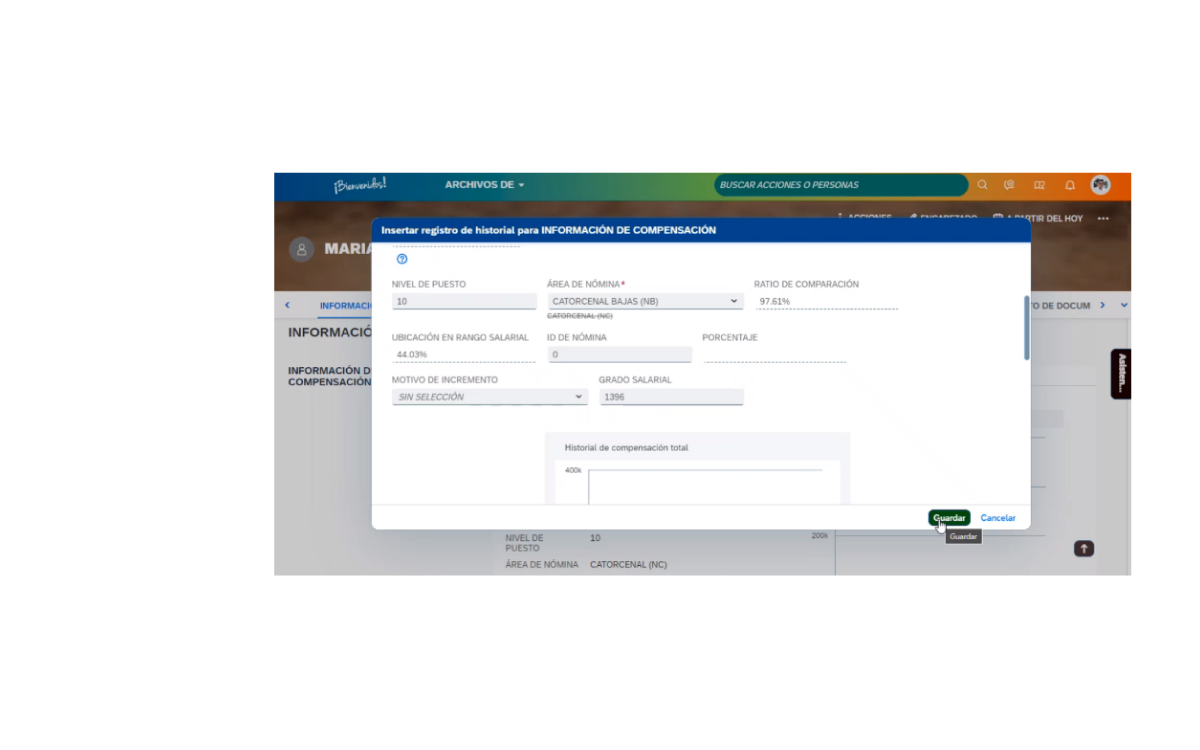 ¡Bienvenidos!
ARCHIVOS DE
BUSCAR ACCIONES O PERSONAS
ACCIONES
ENCABEZADO
A PARTIR DEL HOY
Insertar registro de historial para INFORMACIÓN DE COMPENSACIÓN
MARIA
NIVEL DE PUESTO
ÁREA DE NÓMINA*
RATIO DE COMPARACIÓN
10
CATORCENAL BAJAS (NB)
97.61%
CATORCENAL (NC)
INFORMACI
O DE DOCUM
INFORMACIÓ
UBICACIÓN EN RANGO SALARIAL
ID DE NÓMINA
PORCENTAJE
44.03%
0
INFORMACIÓN D
COMPENSACIÓN
Asisten...
MOTIVO DE INCREMENTO
GRADO SALARIAL
SIN SELECCIÓN
1396
Historial de compensación total
400k
Guardar
Cancelar
Guardar
NIVEL DE
PUESTO
10
200k
ÁREA DE NÓMINA
CATORCENAL (NC)